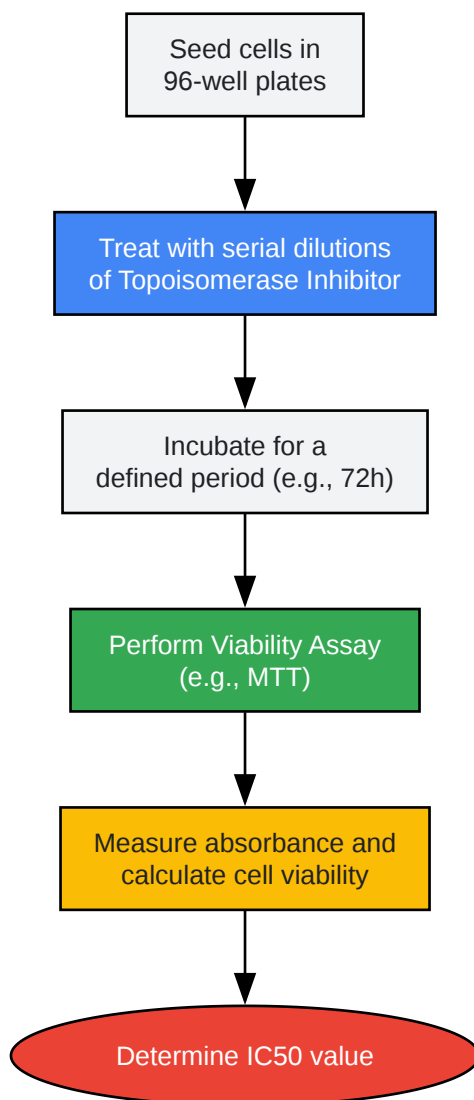 Seed cells in
96-well plates
Treat with serial dilutions
of Topoisomerase Inhibitor
Incubate for a
defined period (e.g., 72h)
Perform Viability Assay
(e.g., MTT)
Measure absorbance and
calculate cell viability
Determine IC50 value